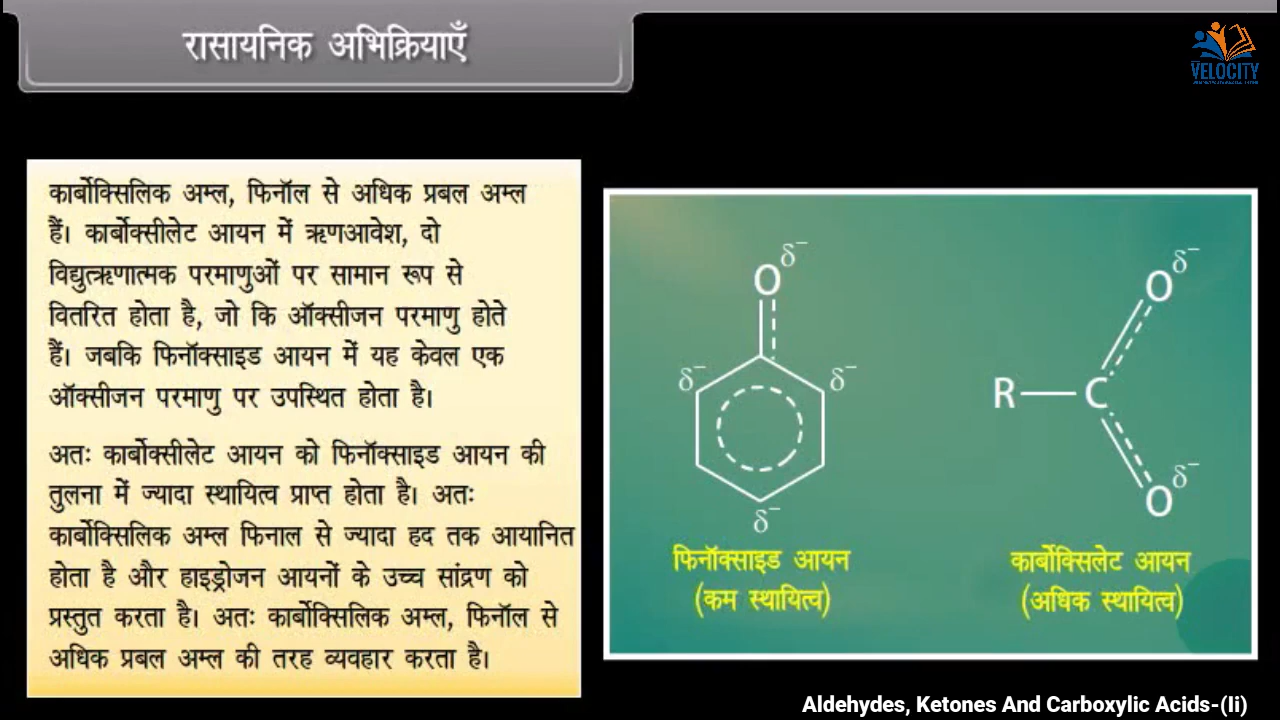 रासायनिक अभिक्रियाएँ
VELOCITY
कार्बोक्सिलिक अम्ल, फिनॉल से अधिक प्रबल अम्ल
हैं। कार्बोक्सीलेट आयन में ऋणआवेश, दो
विद्युत्ऋणात्मक परमाणुओं पर सामान रूप से
वितरित होता है, जो कि ऑक्सीजन परमाणु होते
हैं। जबकि फिनॉक्साइड आयन में यह केवल एक
ऑक्सीजन परमाणु पर उपस्थित होता है।
अतः कार्बोक्सीलेट आयन को फिनॉक्साइड आयन की
तुलना में ज्यादा स्थायित्व प्राप्त होता है। अतः
कार्बोक्सिलिक अम्ल फिनाल से ज्यादा हद तक आयानित
होता है और हाइड्रोजन आयनों के उच्च सांद्रण को
प्रस्तुत करता है। अतः कार्बोक्सिलिक अम्ल, फिनॉल से
अधिक प्रबल अम्ल की तरह व्यवहार करता है।
O δ⁻
δ⁻ δ⁻
δ⁻
फिनॉक्साइड आयन
(कम स्थायित्व)
O δ⁻
R C
O δ⁻
कार्बोक्सिलेट आयन
(अधिक स्थायित्व)
Aldehydes, Ketones And Carboxylic Acids-(Ii)